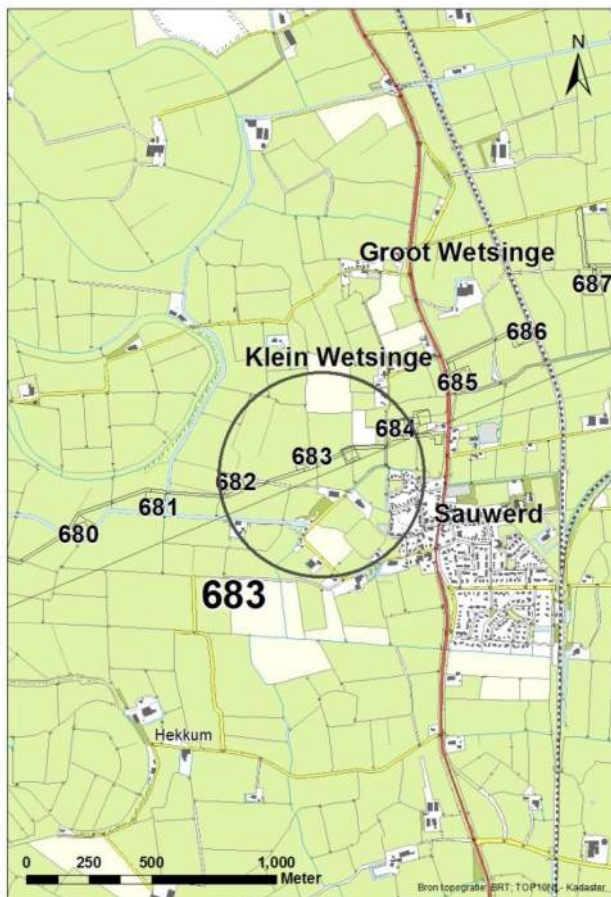 N
Groot Wetsinge
687
686
Klein Wetsinge
685
684
683
682
681
680
Sauwerd
683
Hekkum
0 250 500 1,000
Meter
Bron topografie: BRT; TOP10NL - Kadaster